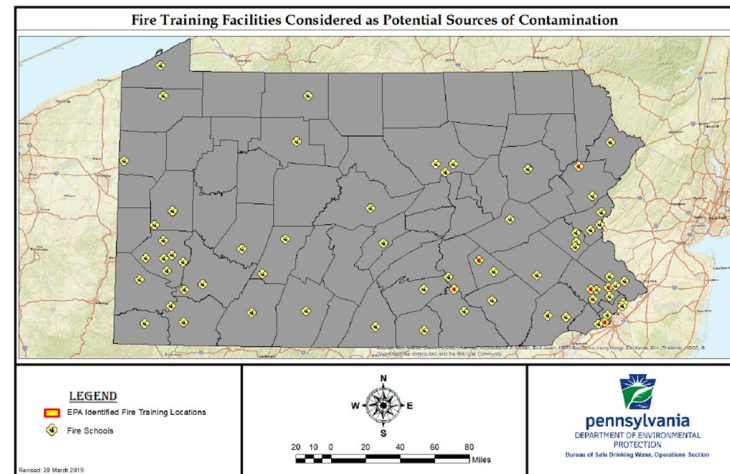 Fire Training Facilities Considered as Potential Sources of Contamination
LEGEND
EPA Identified Fire Training Locations
Fire Schools
Revised: 20 March 2019
N
W E
S
20 10 0 20 40 60 80
Miles
pennsylvania
DEPARTMENT OF ENVIRONMENTAL
PROTECTION
Bureau of Safe Drinking Water, Operations Section